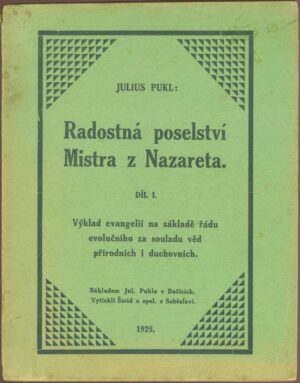 JULIUS PUKL:
Radostná poselství
Mistra z Nazareta.
DÍL I.
Výklad evangelií na základě řádu
evolučního za souladu věd
přírodních i duchovních.
Nákladem Jul. Pukla v Dačicích.
Vytiskl Šmíd a spol. v Soběslavi.
1925.